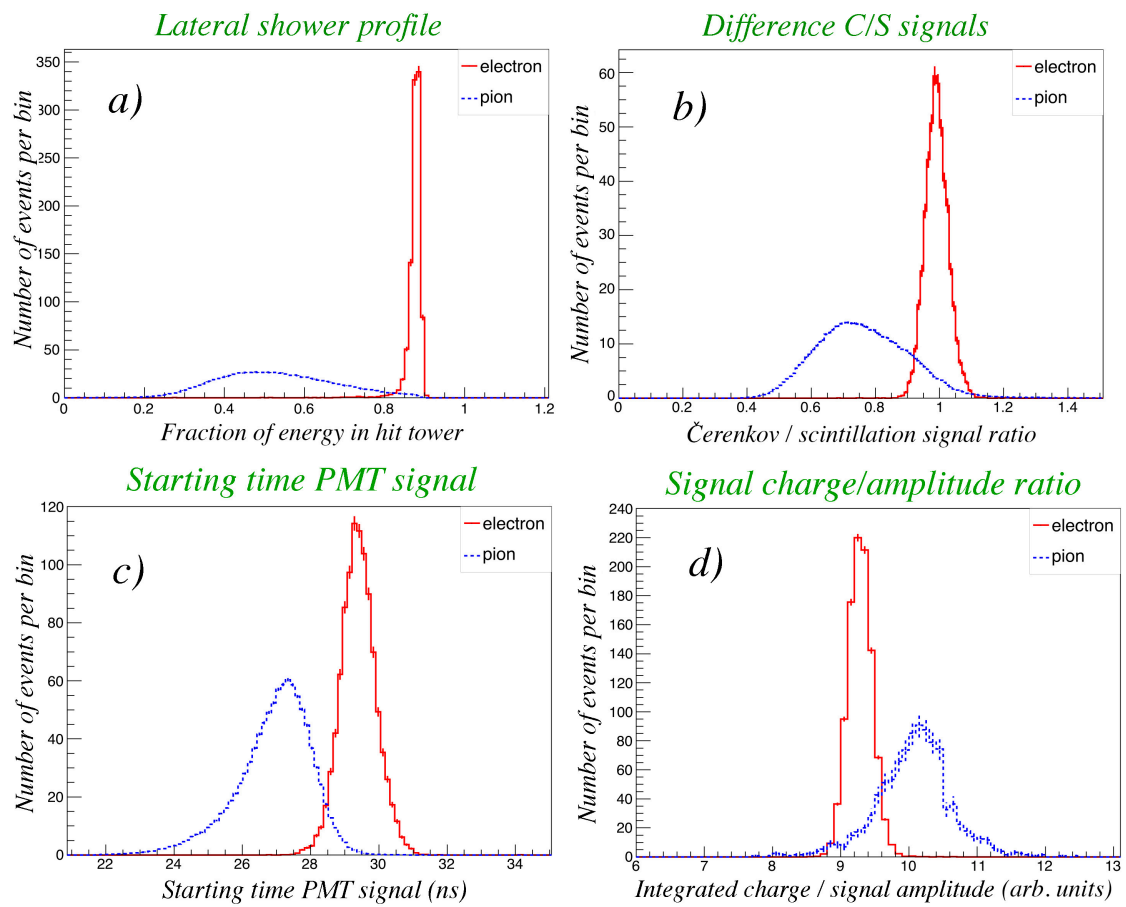 Lateral shower profile
electron
pion
a)
Number of events per bin
350
300
250
200
150
100
50
0
0 0.2 0.4 0.6 0.8 1 1.2
Fraction of energy in hit tower
Difference C/S signals
electron
pion
b)
Number of events per bin
60
50
40
30
20
10
0
0 0.2 0.4 0.6 0.8 1 1.2 1.4
Čerenkov / scintillation signal ratio
Starting time PMT signal
electron
pion
c)
Number of events per bin
120
100
80
60
40
20
0
22 24 26 28 30 32 34
Starting time PMT signal (ns)
Signal charge/amplitude ratio
electron
pion
d)
Number of events per bin
240
220
200
180
160
140
120
100
80
60
40
20
0
6 7 8 9 10 11 12 13
Integrated charge / signal amplitude (arb. units)